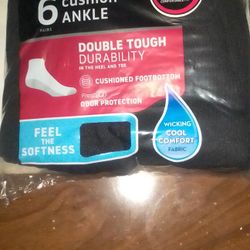 6 cushion
PAIRS ANKLE
DOUBLE TOUGH
DURABILITY
IN THE HEEL AND TOE
CUSHIONED FOOTBOTTOM
ODOR PROTECTION
FEEL
THE
SOFTNESS
WICKING
COOL
COMFORT
FABRIC